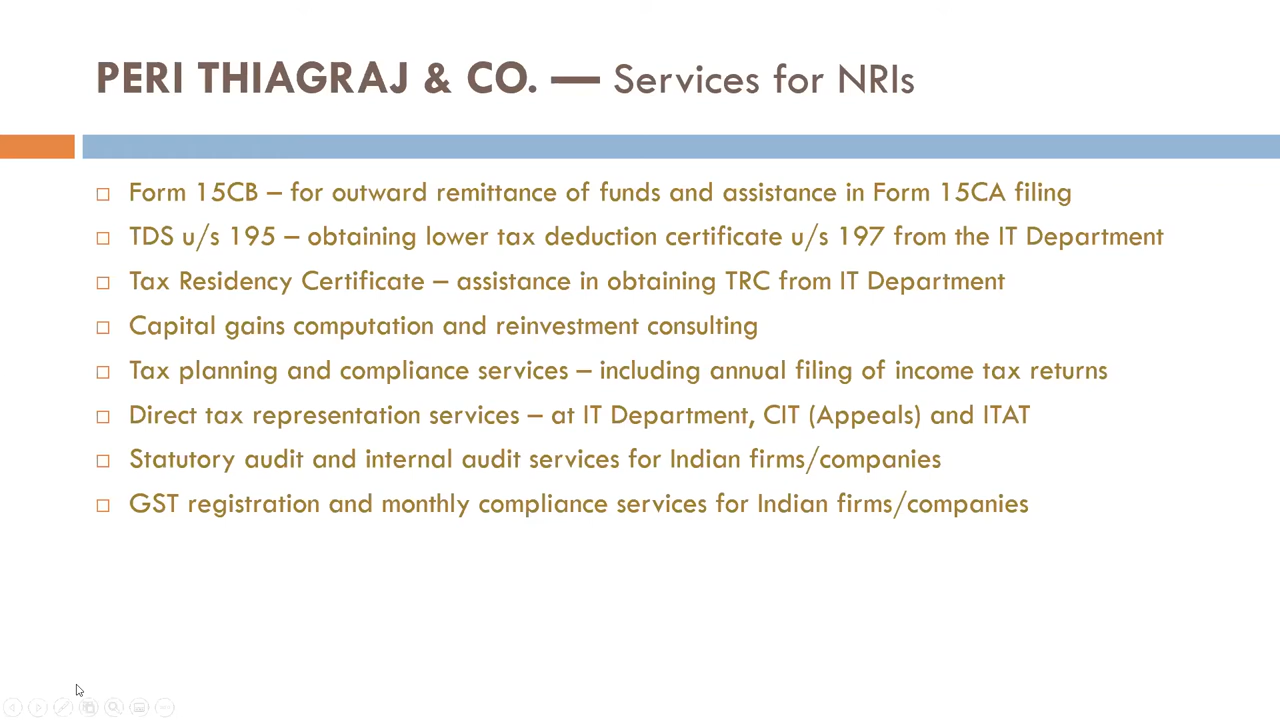 PERI THIAGRAJ & CO. — Services for NRIs
Form 15CB – for outward remittance of funds and assistance in Form 15CA filing
TDS u/s 195 – obtaining lower tax deduction certificate u/s 197 from the IT Department
Tax Residency Certificate – assistance in obtaining TRC from IT Department
Capital gains computation and reinvestment consulting
Tax planning and compliance services – including annual filing of income tax returns
Direct tax representation services – at IT Department, CIT (Appeals) and ITAT
Statutory audit and internal audit services for Indian firms/companies
GST registration and monthly compliance services for Indian firms/companies